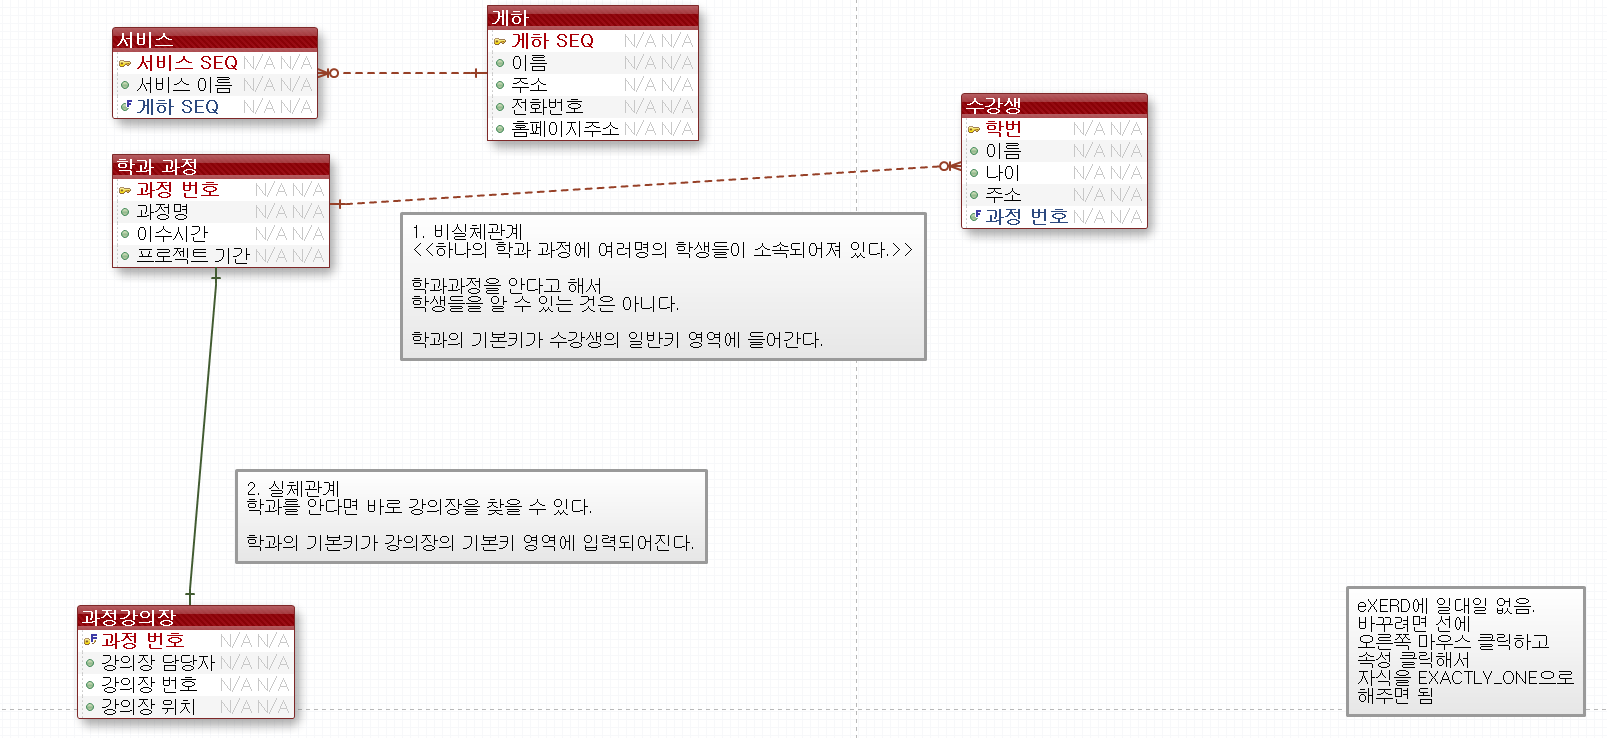 서비스
서비스 SEQ N/A N/A
서비스 이름 N/A N/A
게하 SEQ N/A N/A
게하
게하 SEQ N/A N/A
이름 N/A N/A
주소 N/A N/A
전화번호 N/A N/A
홈페이지주소 N/A N/A
수강생
학번 N/A N/A
이름 N/A N/A
나이 N/A N/A
주소 N/A N/A
과정 번호 N/A N/A
학과 과정
과정 번호 N/A N/A
과정명 N/A N/A
이수시간 N/A N/A
프로젝트 기간 N/A N/A
1. 비실체관계
<<하나의 학과 과정에 여러명의 학생들이 소속되어져 있다.>>
학과과정을 안다고 해서
학생들을 알 수 있는 것은 아니다.
학과의 기본키가 수강생의 일반키 영역에 들어간다.
2. 실체관계
학과를 안다면 바로 강의장을 찾을 수 있다.
학과의 기본키가 강의장의 기본키 영역에 입력되어진다.
과정강의장
과정 번호 N/A N/A
강의장 담당자 N/A N/A
강의장 번호 N/A N/A
강의장 위치 N/A N/A
eXERD에 일대일 없음.
바꾸려면 선에
오른쪽 마우스 클릭하고
속성 클릭해서
자식을 EXACTLY_ONE으로
해주면 됨